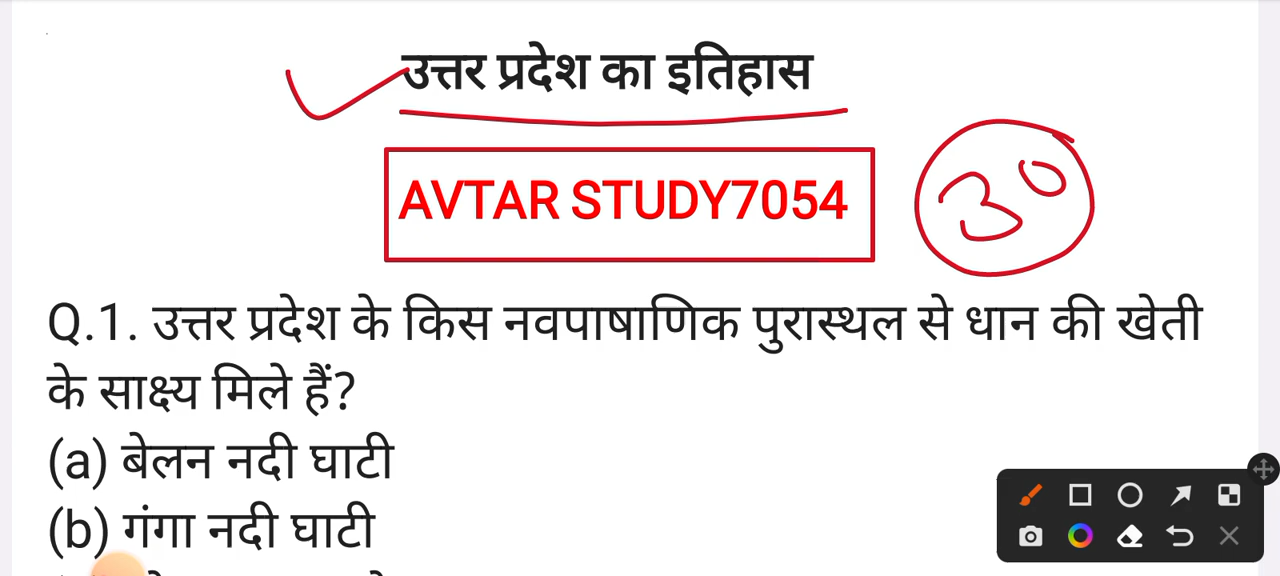 उत्तर प्रदेश का इतिहास
AVTAR STUDY7054
30
Q.1. उत्तर प्रदेश के किस नवपाषाणिक पुरास्थल से धान की खेती
के साक्ष्य मिले हैं?
(a) बेलन नदी घाटी
(b) गंगा नदी घाटी